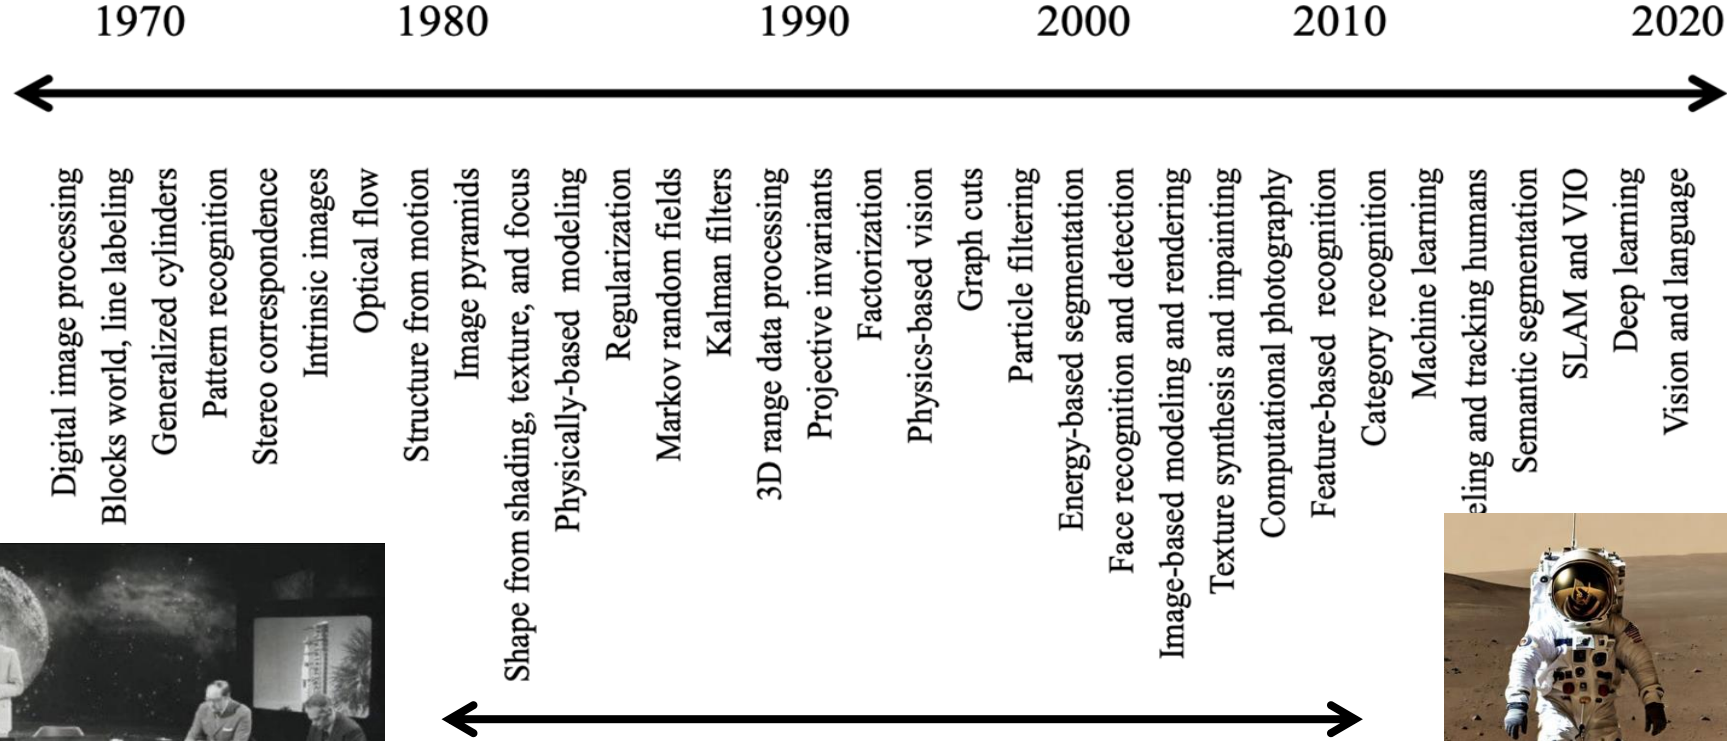 1970 1980 1990 2000 2010 2020
Digital image processing
Blocks world, line labeling
Generalized cylinders
Pattern recognition
Stereo correspondence
Intrinsic images
Optical flow
Structure from motion
Image pyramids
Shape from shading, texture, and focus
Physically-based modeling
Regularization
Markov random fields
Kalman filters
3D range data processing
Projective invariants
Factorization
Physics-based vision
Graph cuts
Particle filtering
Energy-based segmentation
Face recognition and detection
Image-based modeling and rendering
Texture synthesis and inpainting
Computational photography
Feature-based recognition
Category recognition
Machine learning
eling and tracking humans
Semantic segmentation
SLAM and VIO
Deep learning
Vision and language